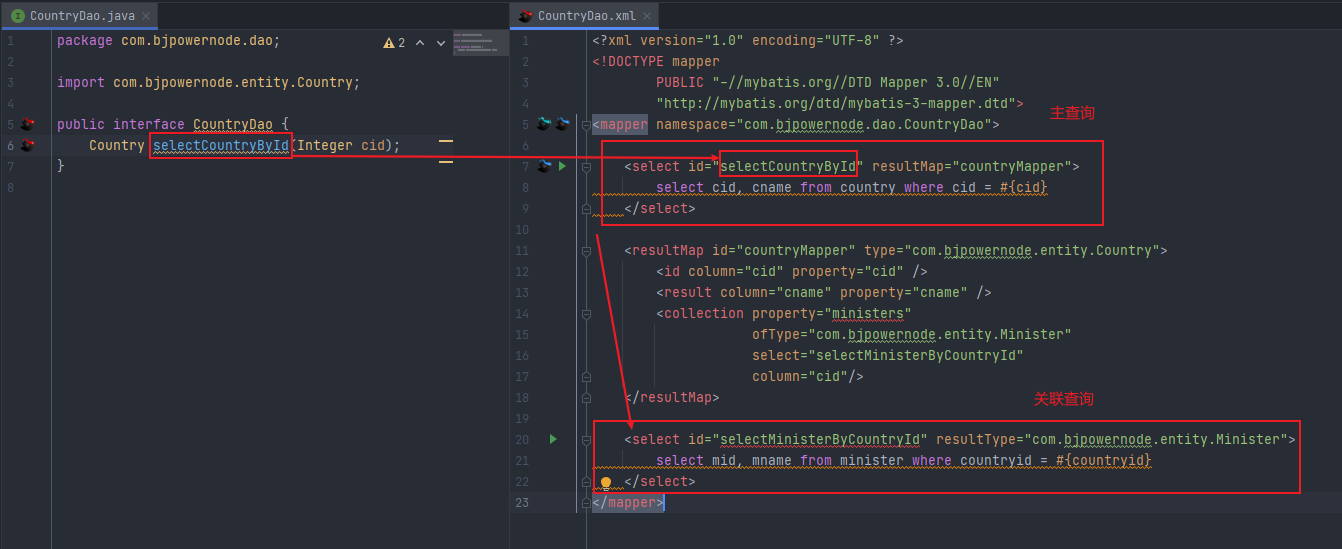 CountryDao.java
1 package com.bjpowernode.dao;
2
2
3 import com.bjpowernode.entity.Country;
4
5 public interface CountryDao {
6 Country selectCountryById(Integer cid);
7 }
8
CountryDao.xml
1 <?xml version="1.0" encoding="UTF-8" ?>
2 <!DOCTYPE mapper
3 PUBLIC "-//mybatis.org//DTD Mapper 3.0//EN"
4 "http://mybatis.org/dtd/mybatis-3-mapper.dtd">
主查询
5 <mapper namespace="com.bjpowernode.dao.CountryDao">
6
7 <select id="selectCountryById" resultMap="countryMapper">
8 select cid, cname from country where cid = #{cid}
9 </select>
10
11 <resultMap id="countryMapper" type="com.bjpowernode.entity.Country">
12 <id column="cid" property="cid" />
13 <result column="cname" property="cname" />
14 <collection property="ministers"
15 ofType="com.bjpowernode.entity.Minister"
16 select="selectMinisterByCountryId"
17 column="cid"/>
18 </resultMap>
关联查询
19
20 <select id="selectMinisterByCountryId" resultType="com.bjpowernode.entity.Minister">
21 select mid, mname from minister where countryid = #{countryid}
22 </select>
23 </mapper>